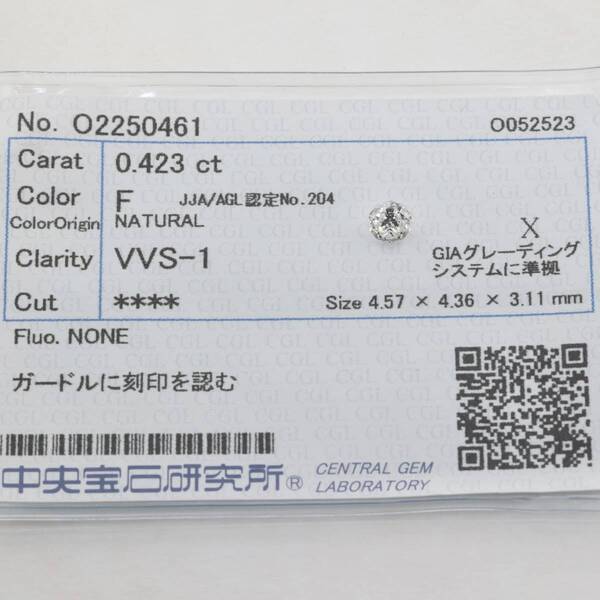 No. O2250461 O052523
Carat 0.423 ct
Color F JJA/AGL認定No.204
ColorOrigin NATURAL
X
Clarity VVS-1 GIAグレーディング
システムに準拠
Cut **** Size 4.57 × 4.36 × 3.11 mm
Fluo. NONE
ガードルに刻印を認む
中央宝石研究所® CENTRAL GEM
LABORATORY